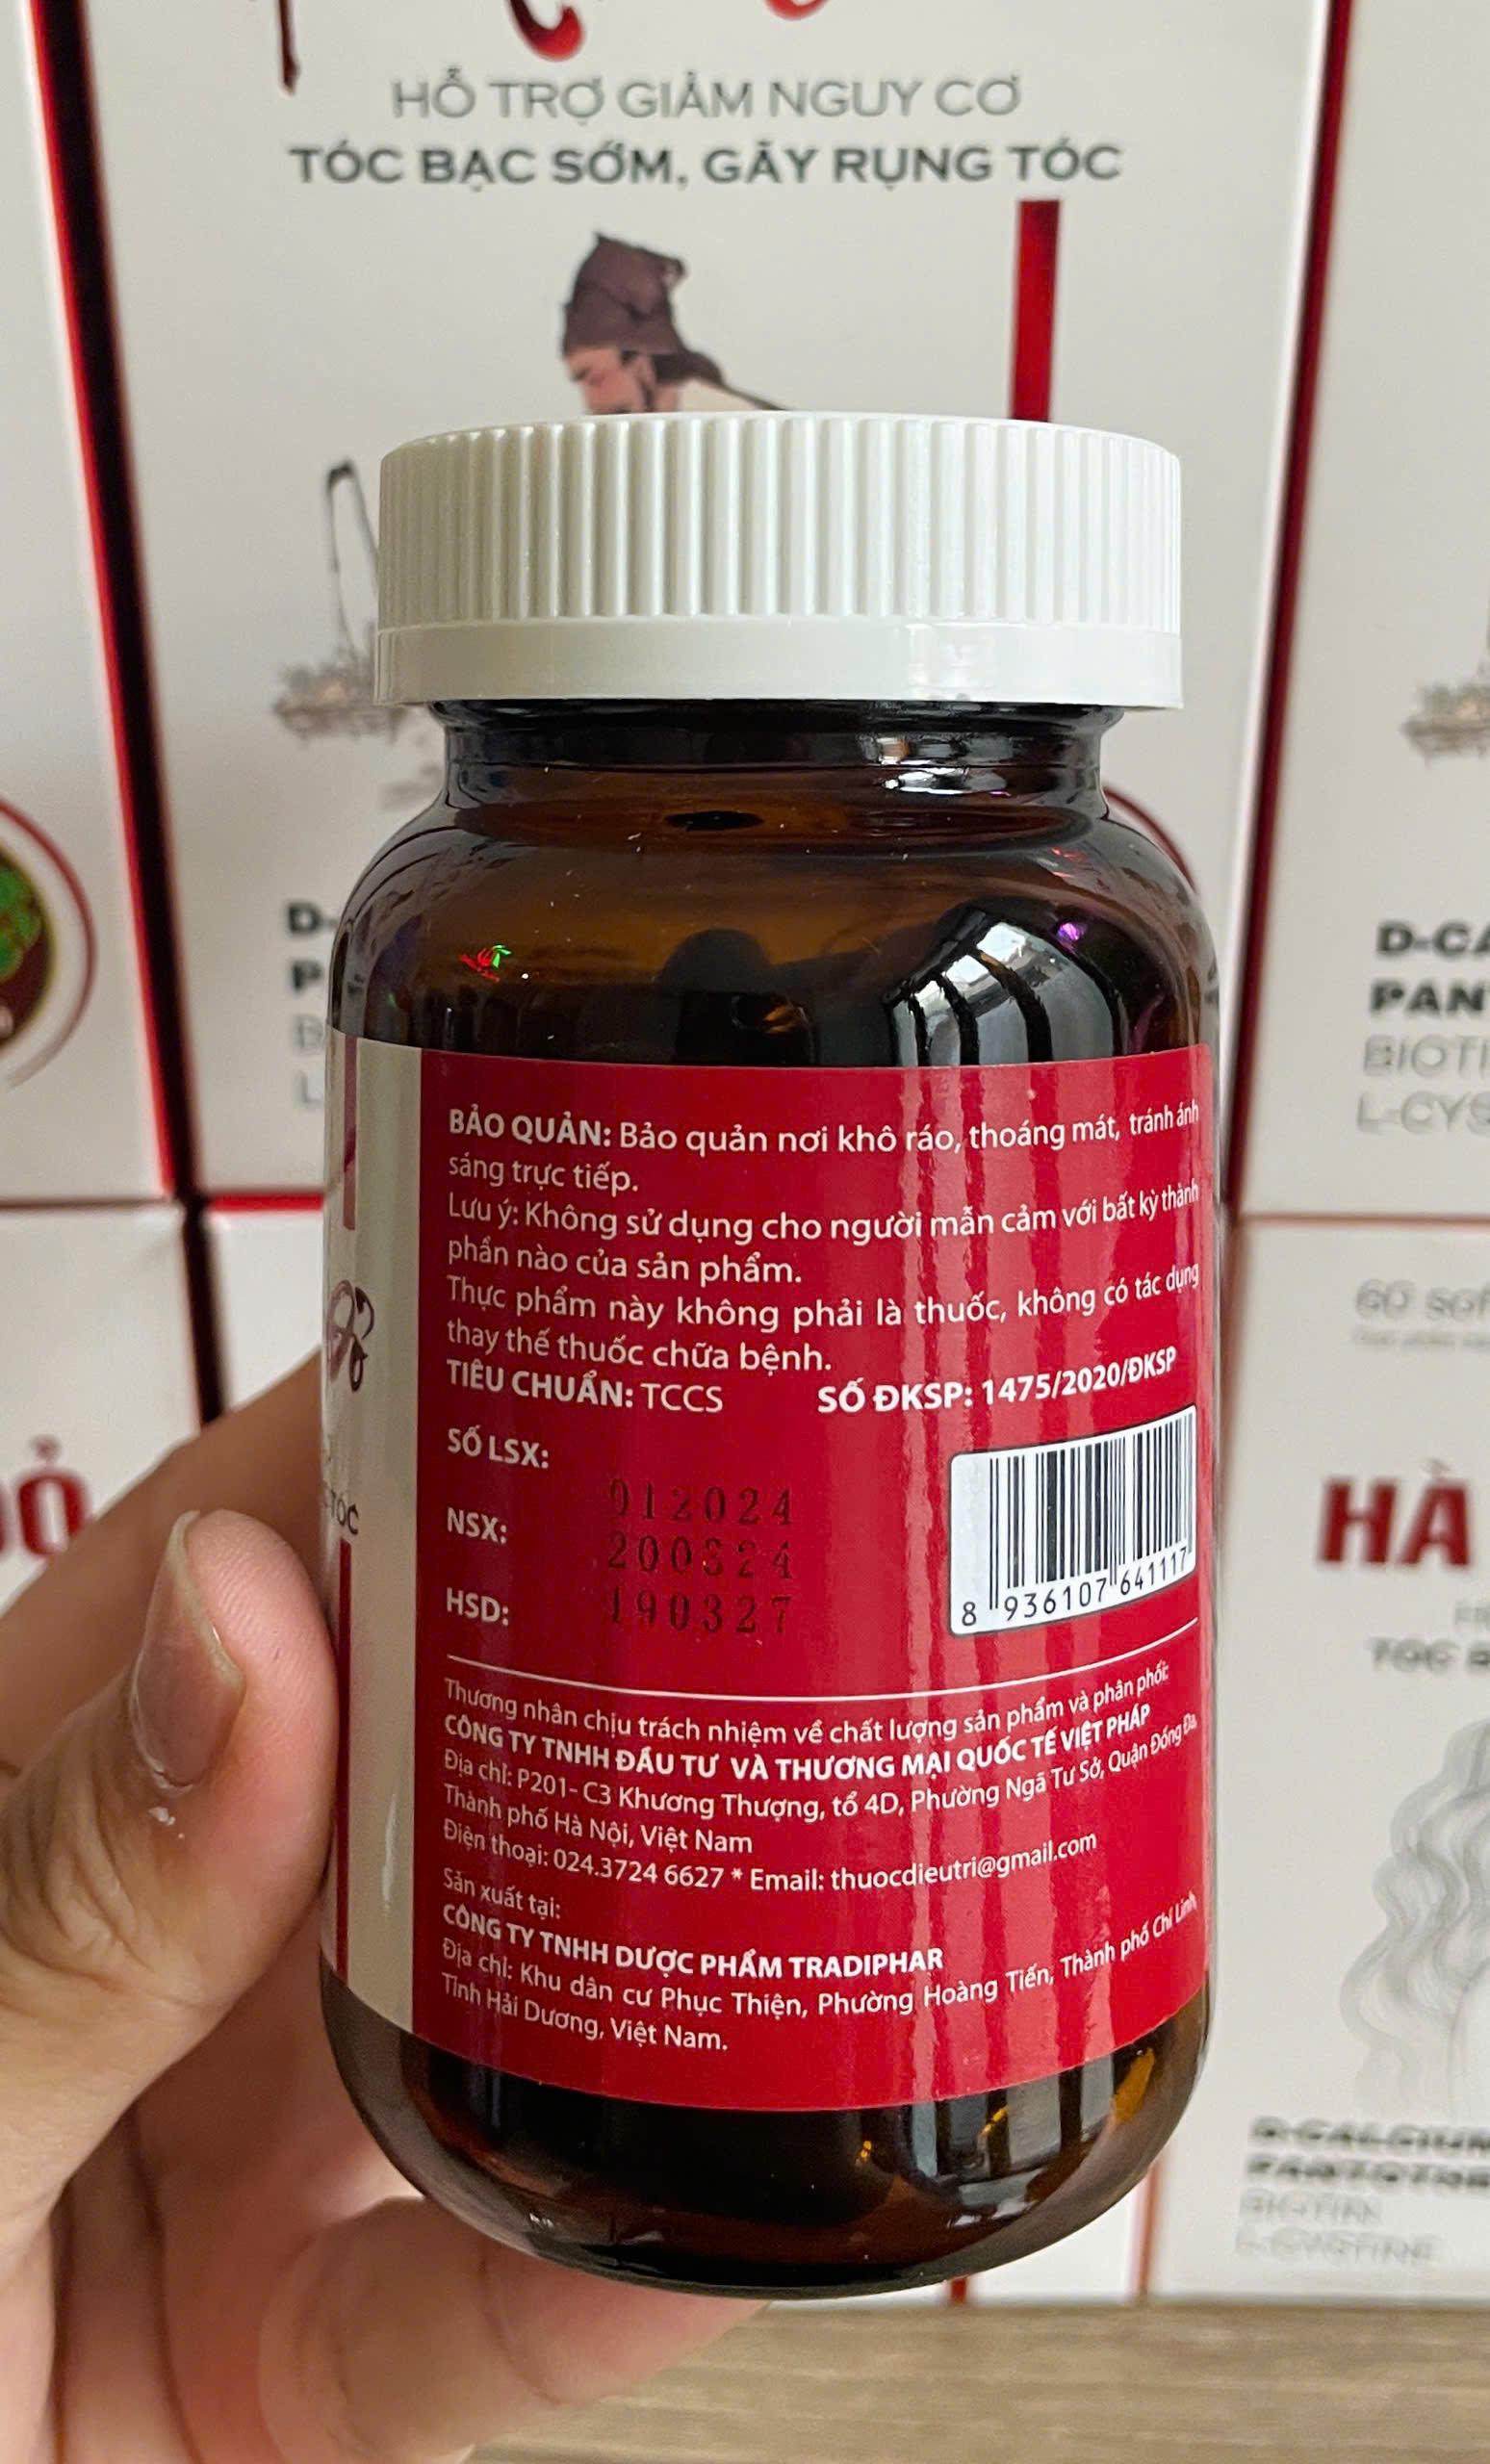 HỖ TRỢ GIẢM NGUY CƠ
TÓC BẠC SỚM, GÃY RỤNG TÓC
D-CA
PAN
BIOTI
L-CYS
BẢO QUẢN: Bảo quản nơi khô ráo, thoáng mát, tránh ánh
sáng trực tiếp.
Lưu ý: Không sử dụng cho người mẫn cảm với bất kỳ thành
phần nào của sản phẩm.
Thực phẩm này không phải là thuốc, không có tác dụng
thay thế thuốc chữa bệnh.
TIÊU CHUẨN: TCCS SỐ ĐKSP: 1475/2020/ĐKSP
SỐ LSX: 012024
NSX: 200324
HSD: 190327
8 936107 641117
Thương nhân chịu trách nhiệm về chất lượng sản phẩm và phân phối:
CÔNG TY TNHH ĐẦU TƯ VÀ THƯƠNG MẠI QUỐC TẾ VIỆT PHÁP
Địa chỉ: P201- C3 Khương Thượng, tổ 4D, Phường Ngã Tư Sở, Quận Đống Đa,
Thành phố Hà Nội, Việt Nam
Điện thoại: 024.3724 6627 * Email: thuocdieutri@gmail.com
Sản xuất tại:
CÔNG TY TNHH DƯỢC PHẨM TRADIPHAR
Địa chỉ: Khu dân cư Phục Thiện, Phường Hoàng Tiến, Thành phố Chí Linh,
Tỉnh Hải Dương, Việt Nam.
TÓC
HÀ
D-CALCIUM
BIOTIN
L-CYSTINE